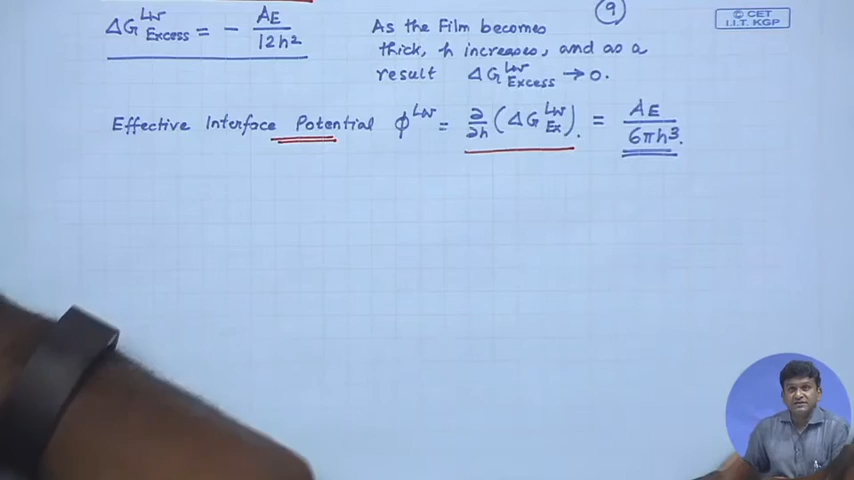 9
© CET
I.I.T. KGP
ΔG^LW_Excess = - A_E / 12h²
As the Film becomes
thick, h increases, and as a
result ΔG^LW_Excess → 0.
Effective Interface Potential φ^LW = ∂/∂h (ΔG^LW_Ex). = A_E / 6πh³.